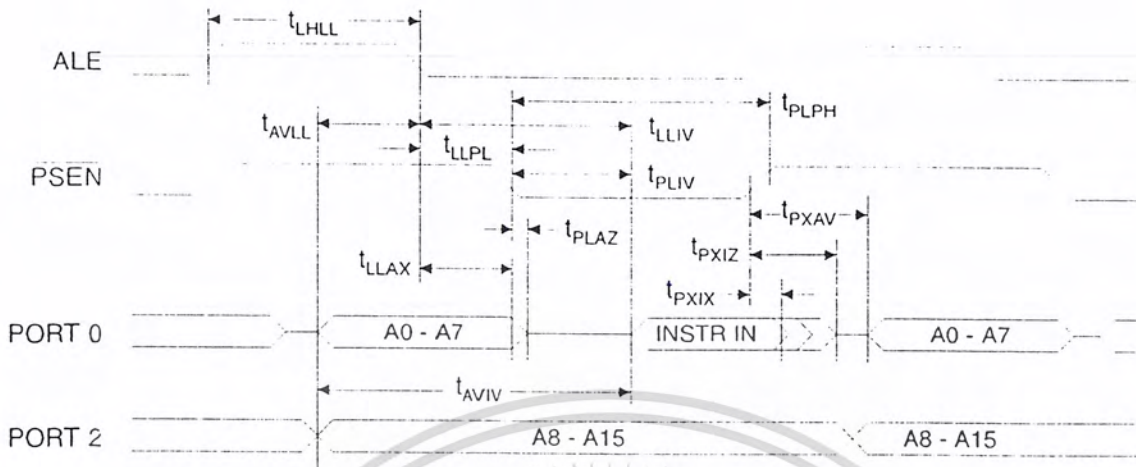 tLHLL
ALE
tPLPH
tAVLL
tLLIV
tLLPL
PSEN
tPLIV
tPXAV
tPLAZ
tPXIZ
tLLAX
tPXIX
PORT 0
A0 - A7
INSTR IN
A0 - A7
tAVIV
PORT 2
A8 - A15
A8 - A15